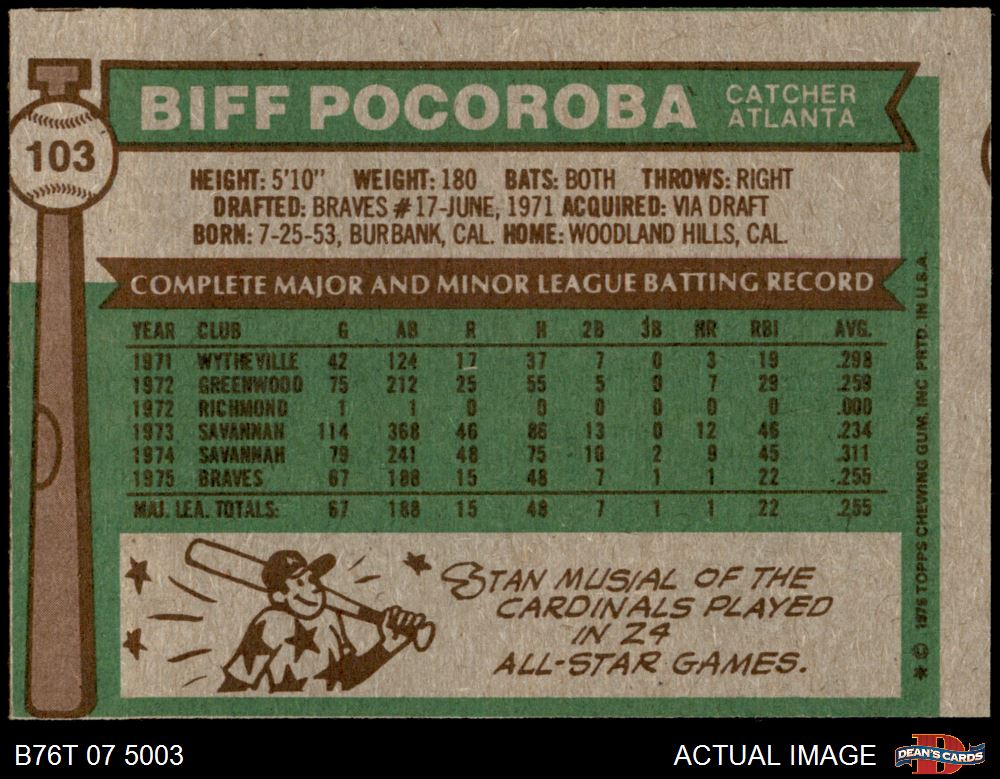 BIFF POCOROBA
CATCHER
ATLANTA
103
HEIGHT: 5'10" WEIGHT: 180 BATS: BOTH THROWS: RIGHT
DRAFTED: BRAVES #17-JUNE, 1971 ACQUIRED: VIA DRAFT
BORN: 7-25-53, BURBANK, CAL. HOME: WOODLAND HILLS, CAL.
COMPLETE MAJOR AND MINOR LEAGUE BATTING RECORD
YEAR CLUB G AB R H 2B 3B HR RBI AVG.
1971 WYTHEVILLE 42 124 17 37 7 0 3 19 .298
1972 GREENWOOD 75 212 25 55 5 0 7 29 .259
1972 RICHMOND 1 1 0 0 0 0 0 0 .000
1973 SAVANNAH 114 368 46 86 13 0 12 46 .234
1974 SAVANNAH 79 241 48 75 10 2 9 45 .311
1975 BRAVES 67 188 15 48 7 1 1 22 .255
MAJ. LEA. TOTALS: 67 188 15 48 7 1 1 22 .255
STAN MUSIAL OF THE
CARDINALS PLAYED
IN 24
ALL-STAR GAMES.
* © 1976 TOPPS CHEWING GUM, INC PRTD. IN U.S.A.
B76T 07 5003
ACTUAL IMAGE
DEAN'S CARDS